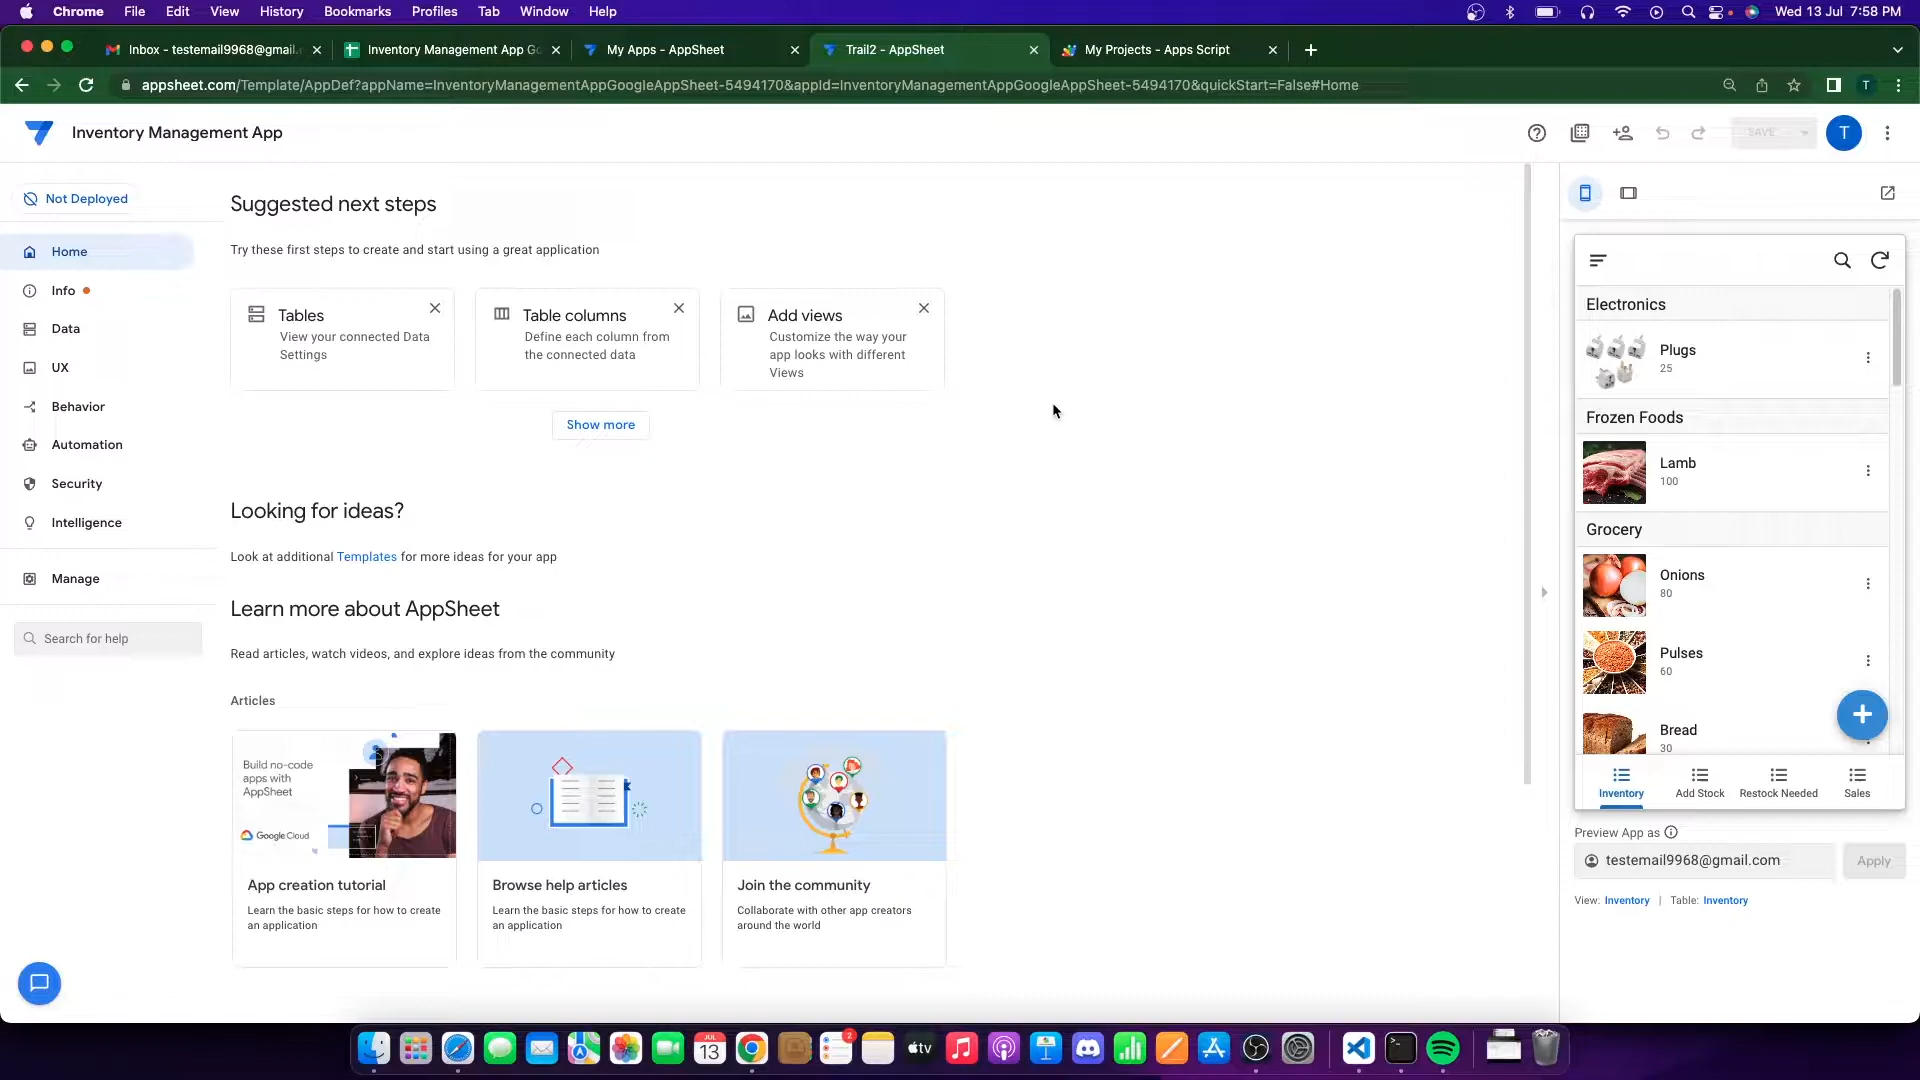 Chrome File Edit View History Bookmarks Profiles Tab Window Help
Wed 13 Jul 7:58 PM
Inbox - testemail9968@gmail.
Inventory Management App Go
My Apps - AppSheet
Trail2 - AppSheet
My Projects - Apps Script
appsheet.com/Template/AppDef?appName=InventoryManagementAppGoogleAppSheet-5494170&appId=InventoryManagementAppGoogleAppSheet-5494170&quickStart=False#Home
T
Inventory Management App
SAVE
T
Not Deployed
Home
Info
Data
UX
Behavior
Automation
Security
Intelligence
Manage
Search for help
Suggested next steps
Try these first steps to create and start using a great application
Tables
View your connected Data
Settings
Table columns
Define each column from
the connected data
Add views
Customize the way your
app looks with different
Views
Show more
Looking for ideas?
Look at additional Templates for more ideas for your app
Learn more about AppSheet
Read articles, watch videos, and explore ideas from the community
Articles
Build no-code
apps with
AppSheet
Google Cloud
App creation tutorial
Learn the basic steps for how to create
an application
Browse help articles
Learn the basic steps for how to create
an application
Join the community
Collaborate with other app creators
around the world
Electronics
Plugs
25
Frozen Foods
Lamb
100
Grocery
Onions
80
Pulses
60
Bread
30
Inventory
Add Stock
Restock Needed
Sales
Preview App as
testemail9968@gmail.com
Apply
View: Inventory | Table: Inventory
JUL
13
2
tv